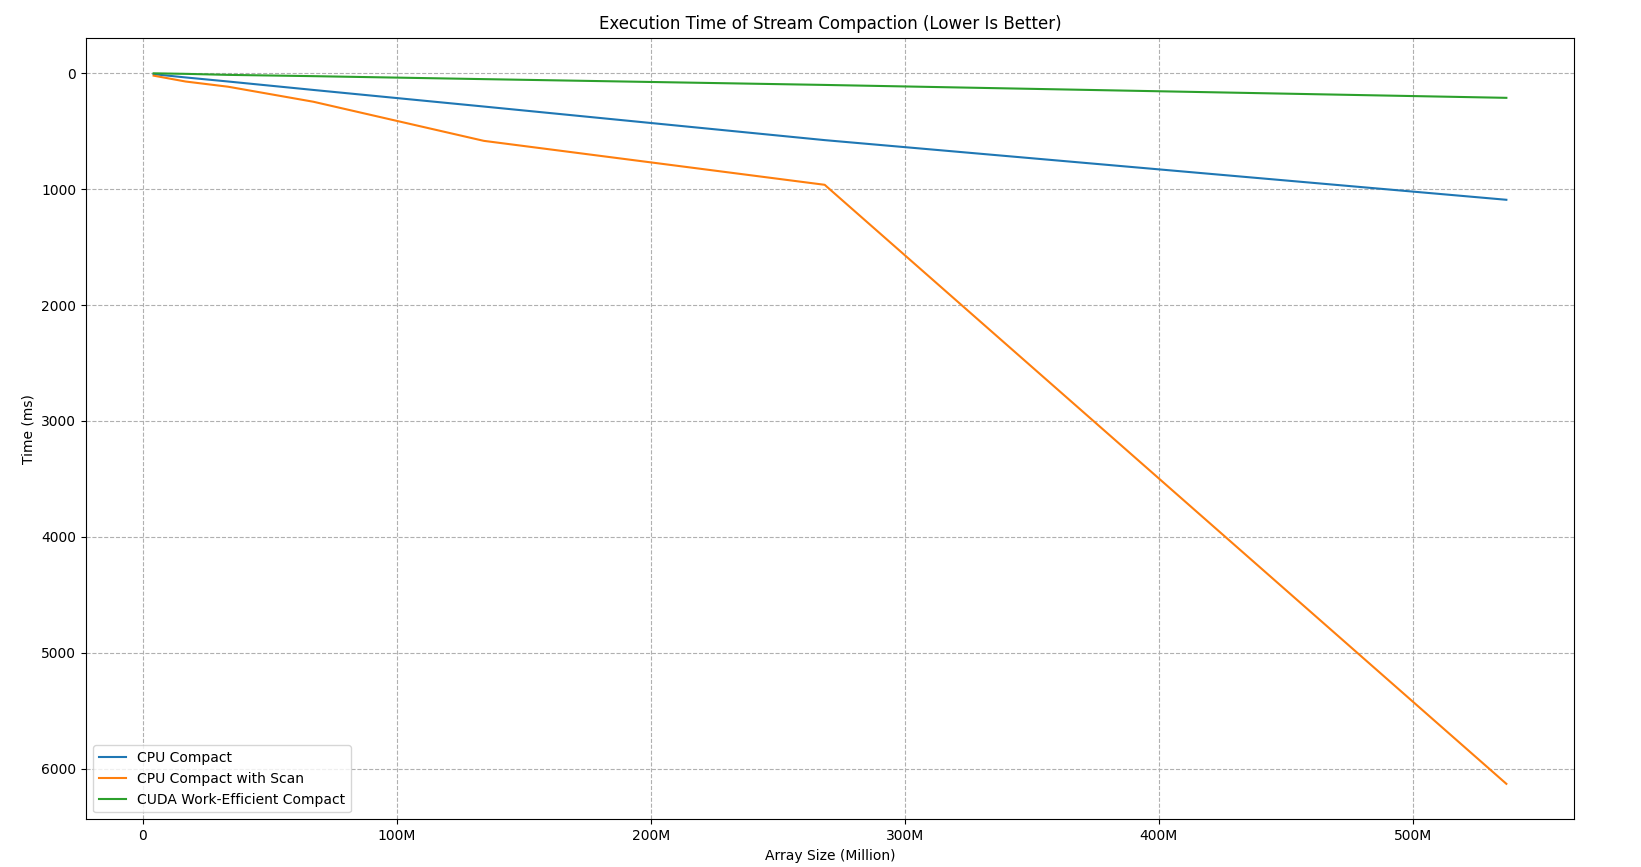 Execution Time of Stream Compaction (Lower Is Better)
0
1000
2000
3000
4000
5000
6000
Time (ms)
CPU Compact
CPU Compact with Scan
CUDA Work-Efficient Compact
0
100M
200M
300M
400M
500M
Array Size (Million)